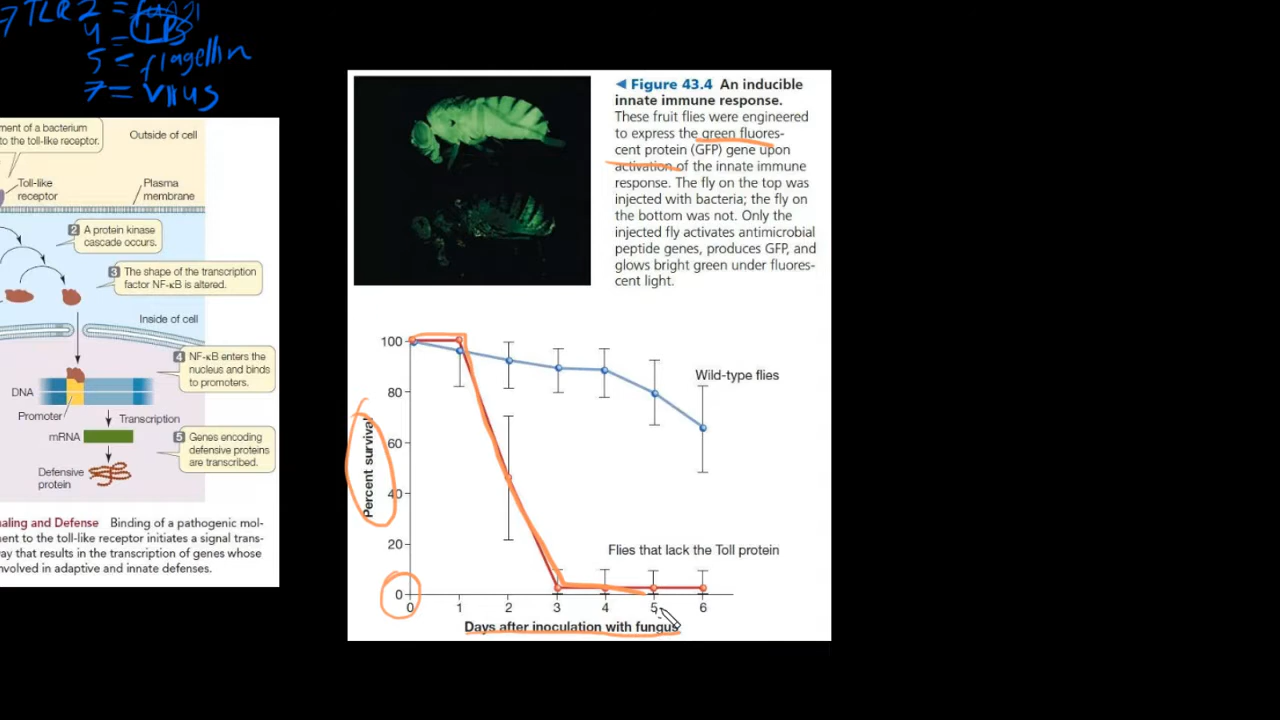 7 TLR 2 = fungi
4 = LPS
5 = flagellin
7 = virus
ment of a bacterium
to the toll-like receptor.
Outside of cell
Toll-like
receptor
Plasma
membrane
2 A protein kinase
cascade occurs.
3 The shape of the transcription
factor NF-κB is altered.
Inside of cell
4 NF-κB enters the
nucleus and binds
to promoters.
DNA
Promoter
Transcription
mRNA
5 Genes encoding
defensive proteins
are transcribed.
Defensive
protein
naling and Defense Binding of a pathogenic mol-
ment to the toll-like receptor initiates a signal trans-
ay that results in the transcription of genes whose
nvolved in adaptive and innate defenses.
◄ Figure 43.4 An inducible
innate immune response.
These fruit flies were engineered
to express the green fluores-
cent protein (GFP) gene upon
activation of the innate immune
response. The fly on the top was
injected with bacteria; the fly on
the bottom was not. Only the
injected fly activates antimicrobial
peptide genes, produces GFP, and
glows bright green under fluores-
cent light.
Percent survival
100
80
60
40
20
0
Wild-type flies
Flies that lack the Toll protein
0 1 2 3 4 5 6
Days after inoculation with fungus